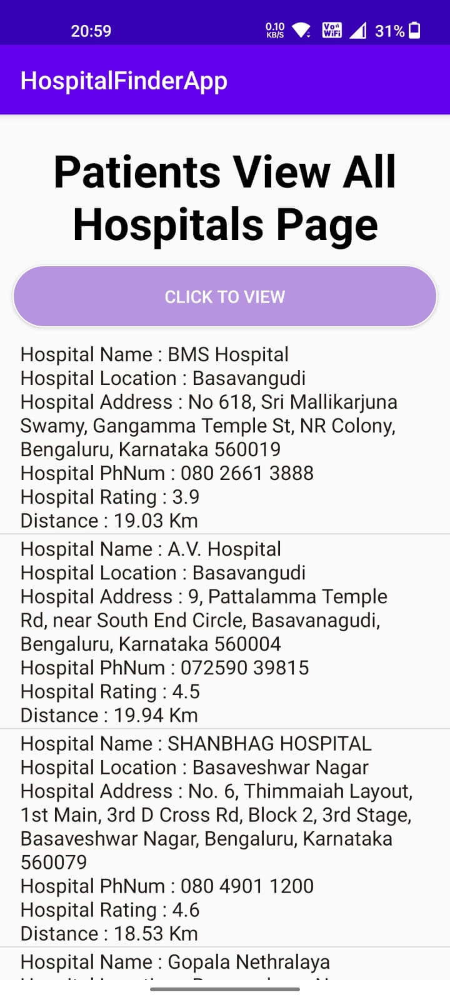 20:59
0.10 KB/S
Vo)) WiFi
31%
HospitalFinderApp
Patients View All
Hospitals Page
CLICK TO VIEW
Hospital Name : BMS Hospital
Hospital Location : Basavangudi
Hospital Address : No 618, Sri Mallikarjuna
Swamy, Gangamma Temple St, NR Colony,
Bengaluru, Karnataka 560019
Hospital PhNum : 080 2661 3888
Hospital Rating : 3.9
Distance : 19.03 Km
Hospital Name : A.V. Hospital
Hospital Location : Basavangudi
Hospital Address : 9, Pattalamma Temple
Rd, near South End Circle, Basavanagudi,
Bengaluru, Karnataka 560004
Hospital PhNum : 072590 39815
Hospital Rating : 4.5
Distance : 19.94 Km
Hospital Name : SHANBHAG HOSPITAL
Hospital Location : Basaveshwar Nagar
Hospital Address : No. 6, Thimmaiah Layout,
1st Main, 3rd D Cross Rd, Block 2, 3rd Stage,
Basaveshwar Nagar, Bengaluru, Karnataka
560079
Hospital PhNum : 080 4901 1200
Hospital Rating : 4.6
Distance : 18.53 Km
Hospital Name : Gopala Nethralaya